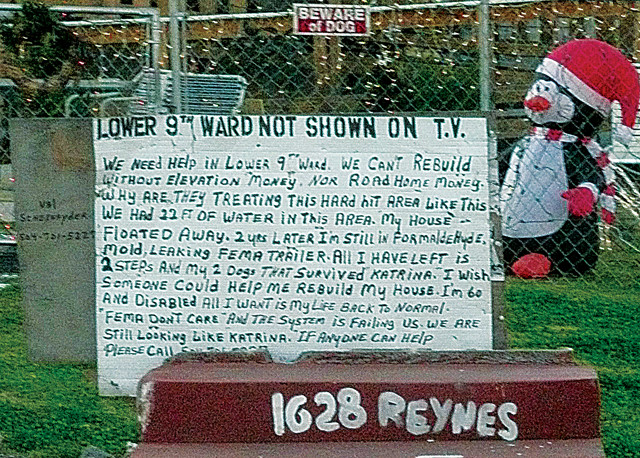 BEWARE
of DOG
LOWER 9TH WARD NOT SHOWN ON T.V.
WE NEED HELP IN LOWER 9TH WARD. WE CAN'T REBUILD
WITHOUT ELEVATION MONEY. NOR ROAD HOME MONEY.
WHY ARE THEY TREATING THIS HARD hiT AREA LIKE THIS
WE HAD 22 FT OF WATER IN THIS AREA. MY HOUSE
FLOATED AWAY. 2 yrs LATER I'M STILL IN FORMALDEHYDE,
MOLD, LEAKING FEMA TRAILER. All I HAVE LEFT IS
2 STEPS AND MY 2 DOGS THAT SURVIVED KATRINA. I WISH
SOMEONE COULD HELP ME REBUILD MY HOUSE. I'M 60
AND DISABLED All I WANT IS MY LIFE BACK TO NORMAL.
"FEMA DON'T CARE" AND THE SYSTEM IS FAILING US. WE ARE
STILL LOOKING LIKE KATRINA. IF ANYONE CAN HELP
PLEASE CALL
Val
1628 REYNES